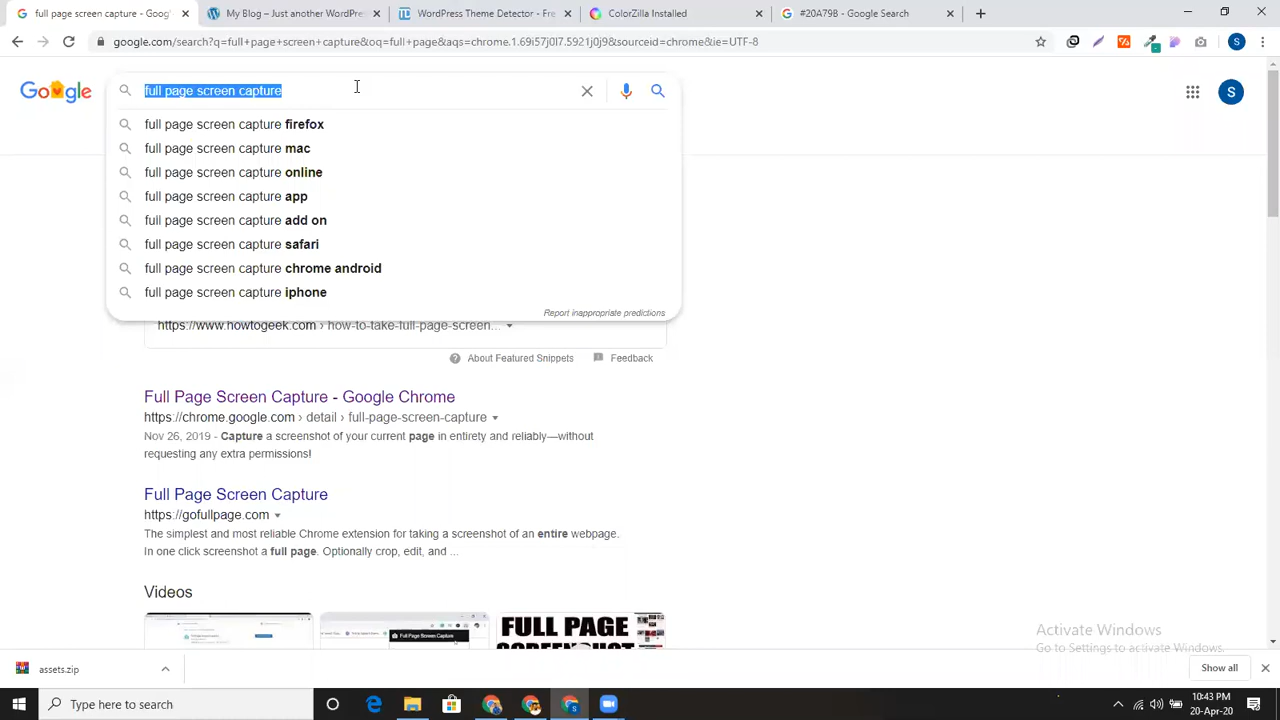 full page screen capture - Goog
My Blog – Just another WordPre
WordPress Theme Detector - Fre
ColorZilla Installed
#20A79B - Google Search
google.com/search?q=full+page+screen+capture&oq=full+page&aqs=chrome.1.69i57j0l7.5921j0j9&sourceid=chrome&ie=UTF-8
S
Google
full page screen capture
S
full page screen capture firefox
full page screen capture mac
full page screen capture online
full page screen capture app
full page screen capture add on
full page screen capture safari
full page screen capture chrome android
full page screen capture iphone
Report inappropriate predictions
https://www.howtogeek.com › how-to-take-full-page-screen...
About Featured Snippets
Feedback
Full Page Screen Capture - Google Chrome
https://chrome.google.com › detail › full-page-screen-capture
Nov 26, 2019 - Capture a screenshot of your current page in entirety and reliably—without
requesting any extra permissions!
Full Page Screen Capture
https://gofullpage.com
The simplest and most reliable Chrome extension for taking a screenshot of an entire webpage.
In one click screenshot a full page. Optionally crop, edit, and ...
Videos
Full Page Screen Capture
FULL PAGE
SCREENSHOT
Activate Windows
Go to Settings to activate Windows.
assets.zip
Show all
Type here to search
10:43 PM
20-Apr-20